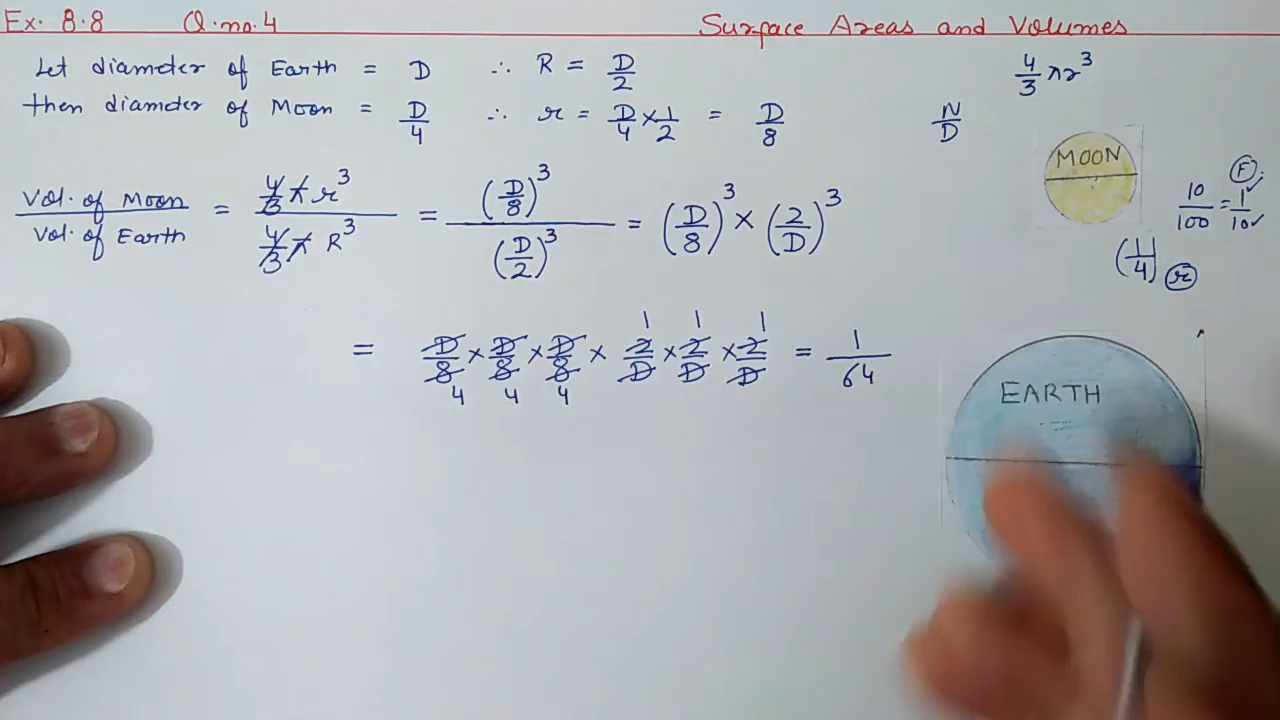 Ex. 8.8 Q.no.4 Surface Areas and Volumes
Let diameter of Earth = D ∴ R = D/2
then diameter of Moon = D/4 ∴ r = D/4 × 1/2 = D/8
4/3 πr³
N/D
MOON
10/100 = 1/10
F
(1/4) r
Vol. of Moon / Vol. of Earth = 4/3 π r³ / 4/3 π R³ = (D/8)³ / (D/2)³ = (D/8)³ × (2/D)³
= D/8 × D/8 × D/8 × 2/D × 2/D × 2/D = 1/64
4 4 4 1 1 1
EARTH